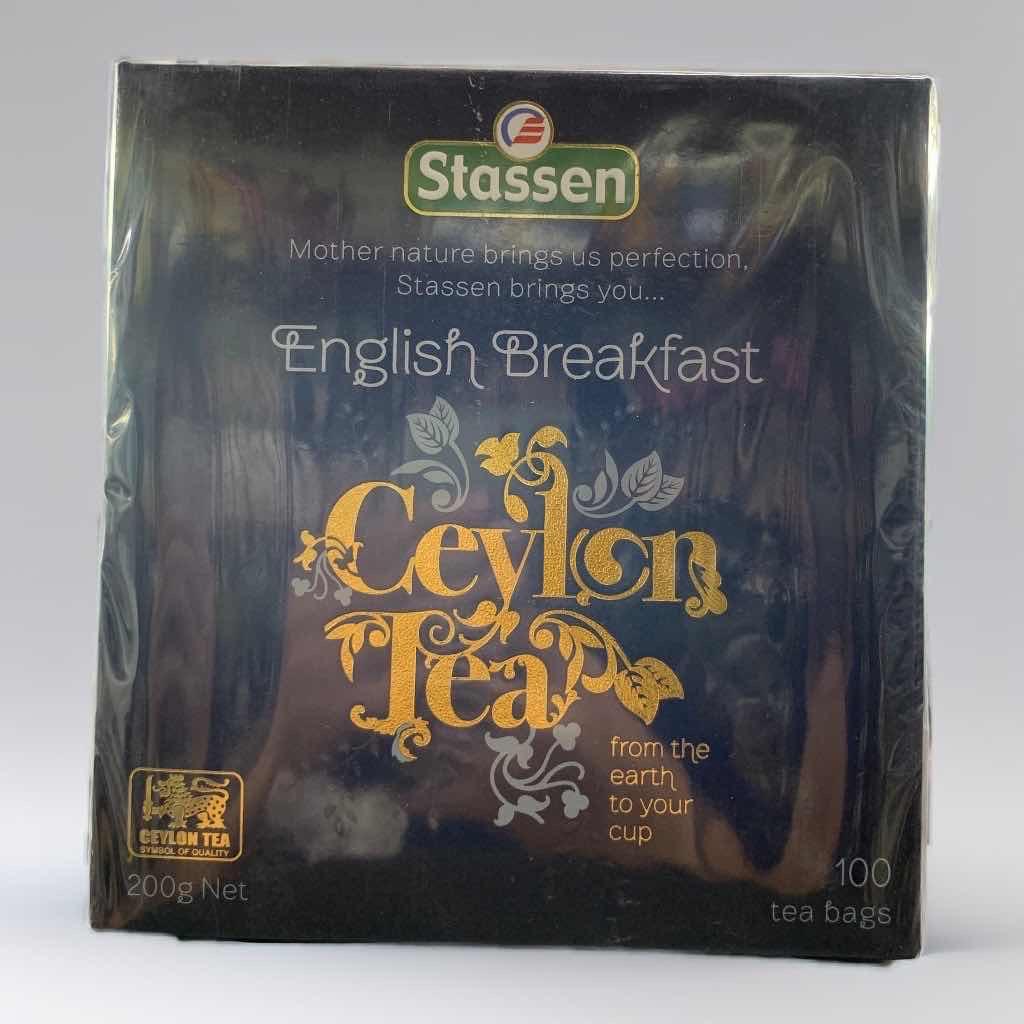 Stassen
Mother nature brings us perfection,
Stassen brings you...
English Breakfast
Ceylon
Tea
from the
earth
to your
cup
CEYLON TEA
SYMBOL OF QUALITY
200g Net
100
tea bags